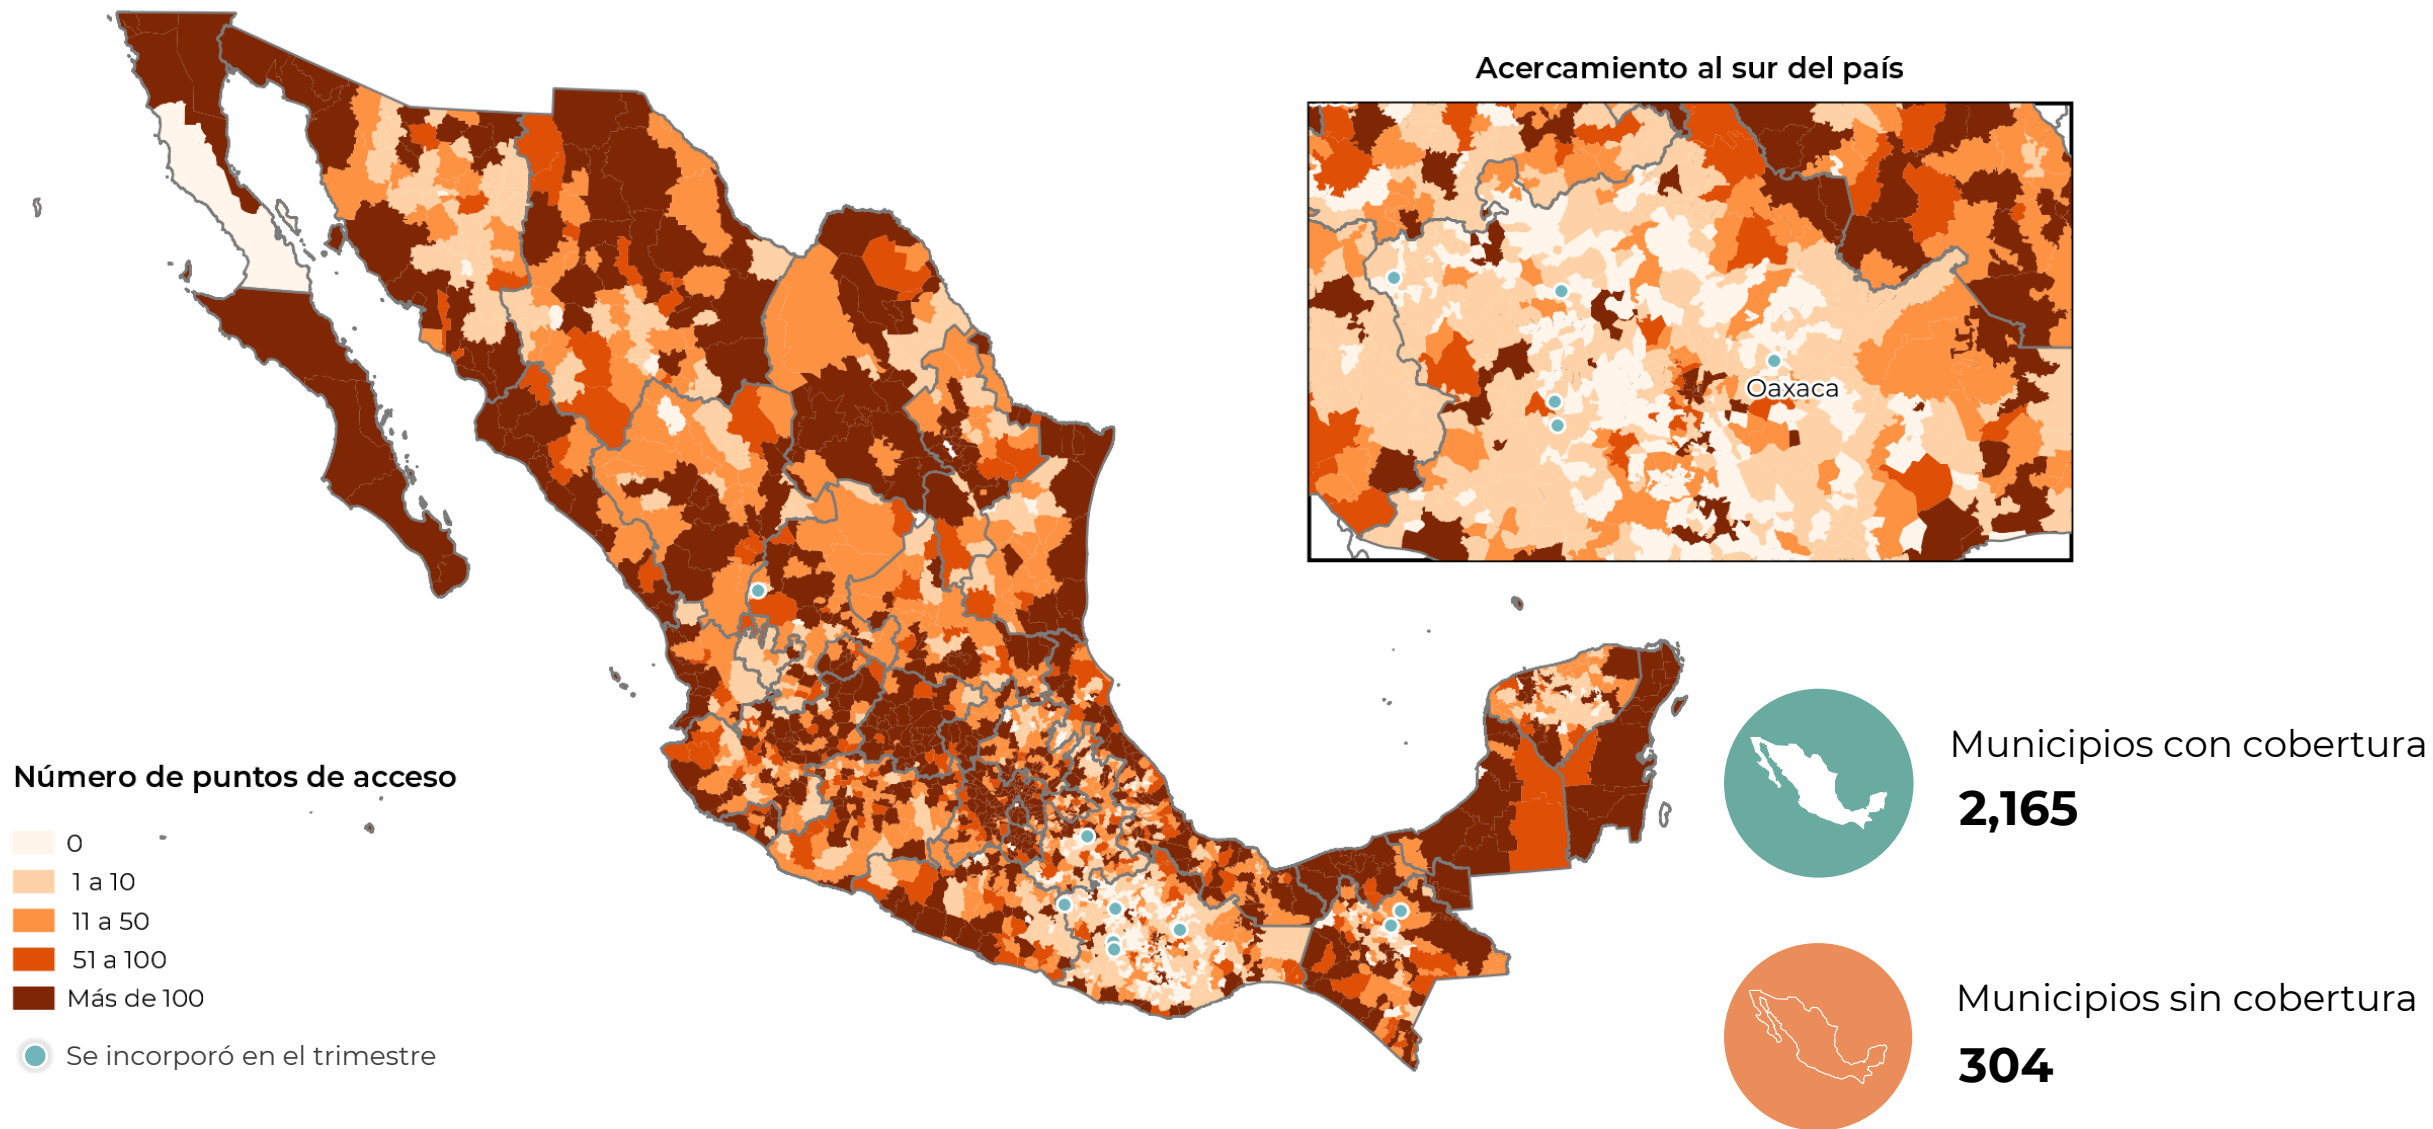 Acercamiento al sur del país
Oaxaca
Número de puntos de acceso
0
1 a 10
11 a 50
51 a 100
Más de 100
Se incorporó en el trimestre
Municipios con cobertura
2,165
Municipios sin cobertura
304